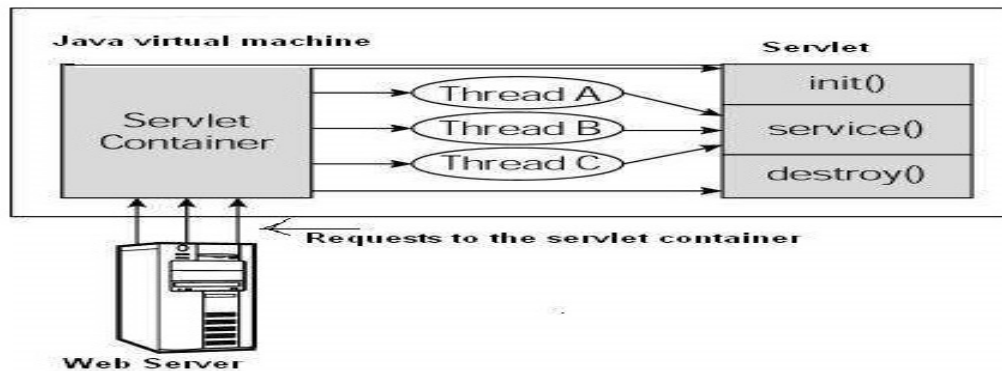 Java virtual machine
Servlet
Servlet
Container
Thread A
Thread B
Thread C
init()
service()
destroy()
Requests to the servlet container
Web Server